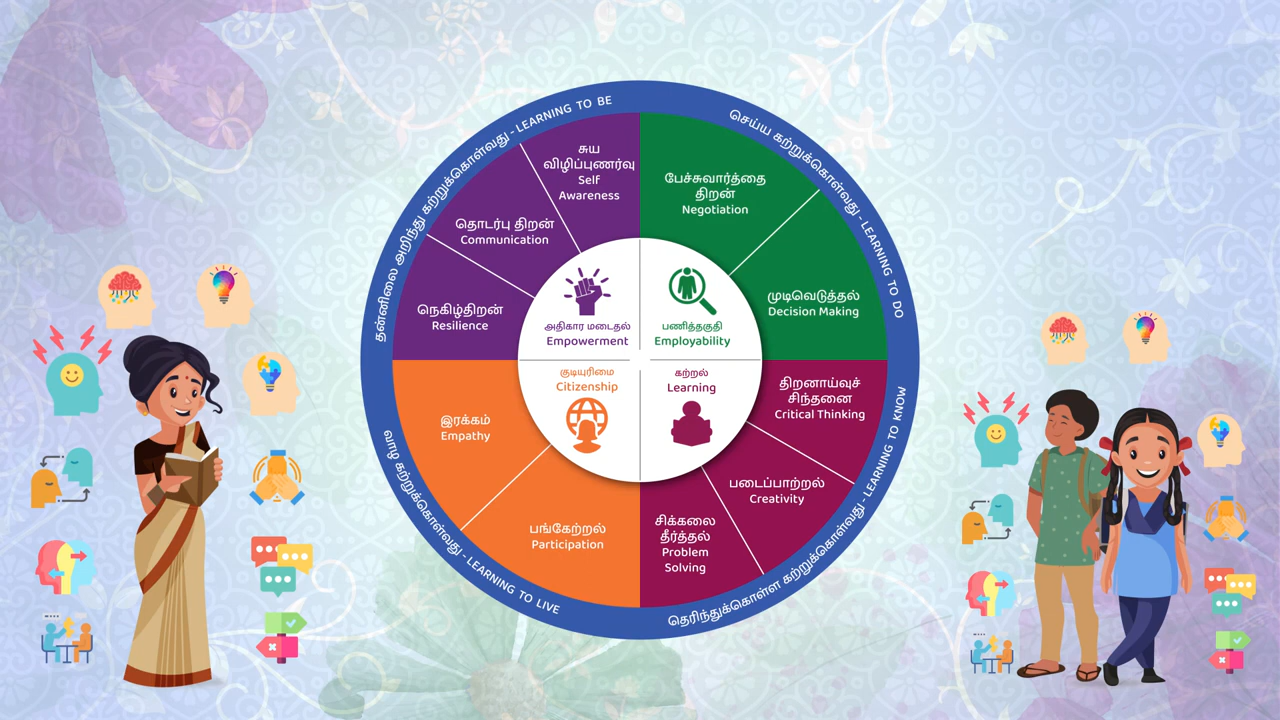 தன்னிலை அறிந்து கற்றுக்கொள்வது - LEARNING TO BE
செய்ய கற்றுக்கொள்வது - LEARNING TO DO
சுய
விழிப்புணர்வு
Self
Awareness
தொடர்பு திறன்
Communication
நெகிழ்திறன்
Resilience
பேச்சுவார்த்தை
திறன்
Negotiation
முடிவெடுத்தல்
Decision Making
அதிகார மடைதல்
Empowerment
பணித்தகுதி
Employability
குடியுரிமை
Citizenship
கற்றல்
Learning
இரக்கம்
Empathy
பங்கேற்றல்
Participation
திறனாய்வுச்
சிந்தனை
Critical Thinking
படைப்பாற்றல்
Creativity
சிக்கலை
தீர்த்தல்
Problem
Solving
வாழ கற்றுக்கொள்வது - LEARNING TO LIVE
தெரிந்துக்கொள்ள கற்றுக்கொள்வது - LEARNING TO KNOW